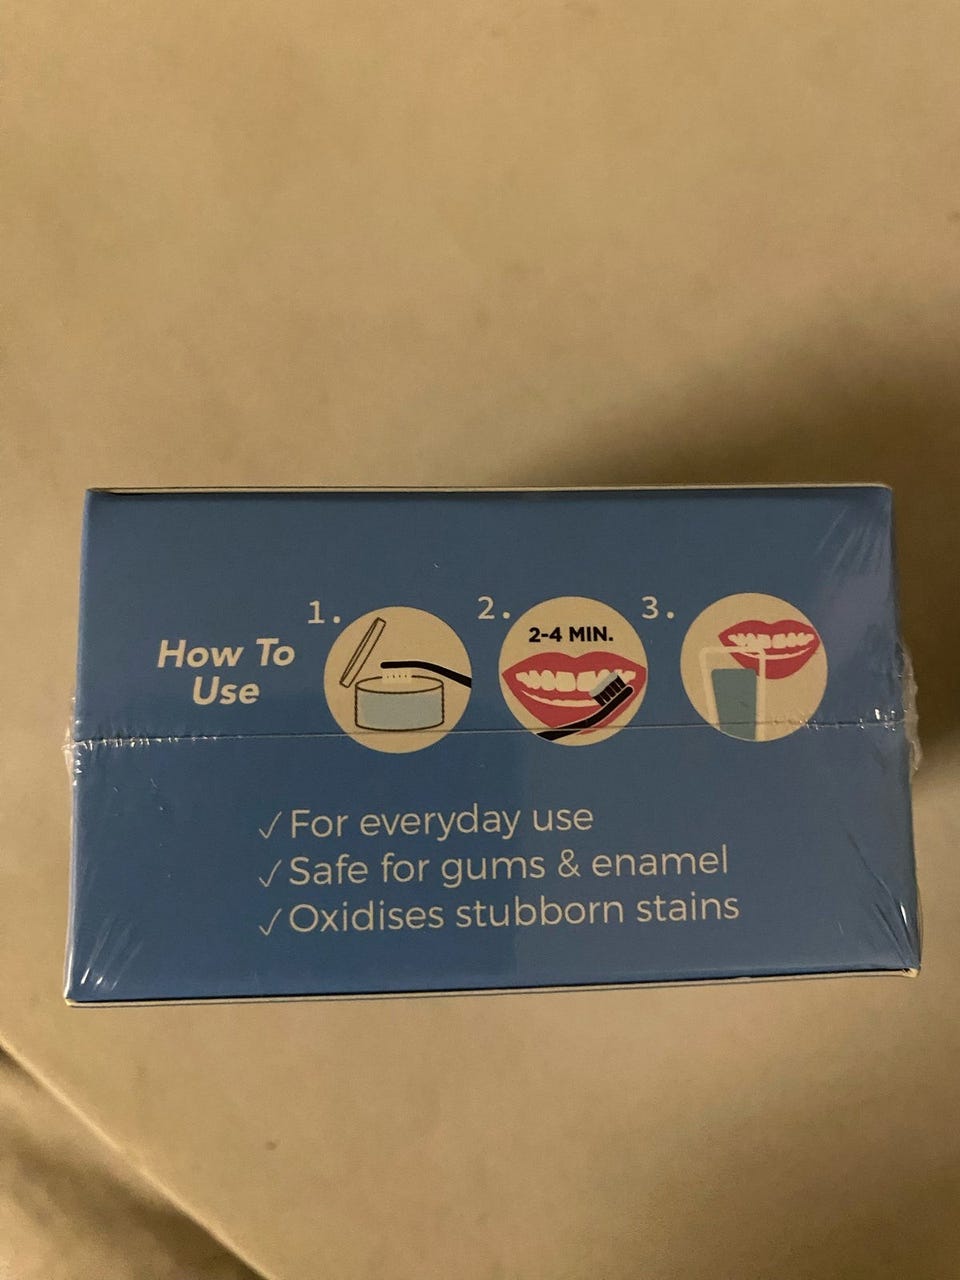 How To
Use
1.
2.
2-4 MIN.
3.
✓ For everyday use
✓ Safe for gums & enamel
✓ Oxidises stubborn stains